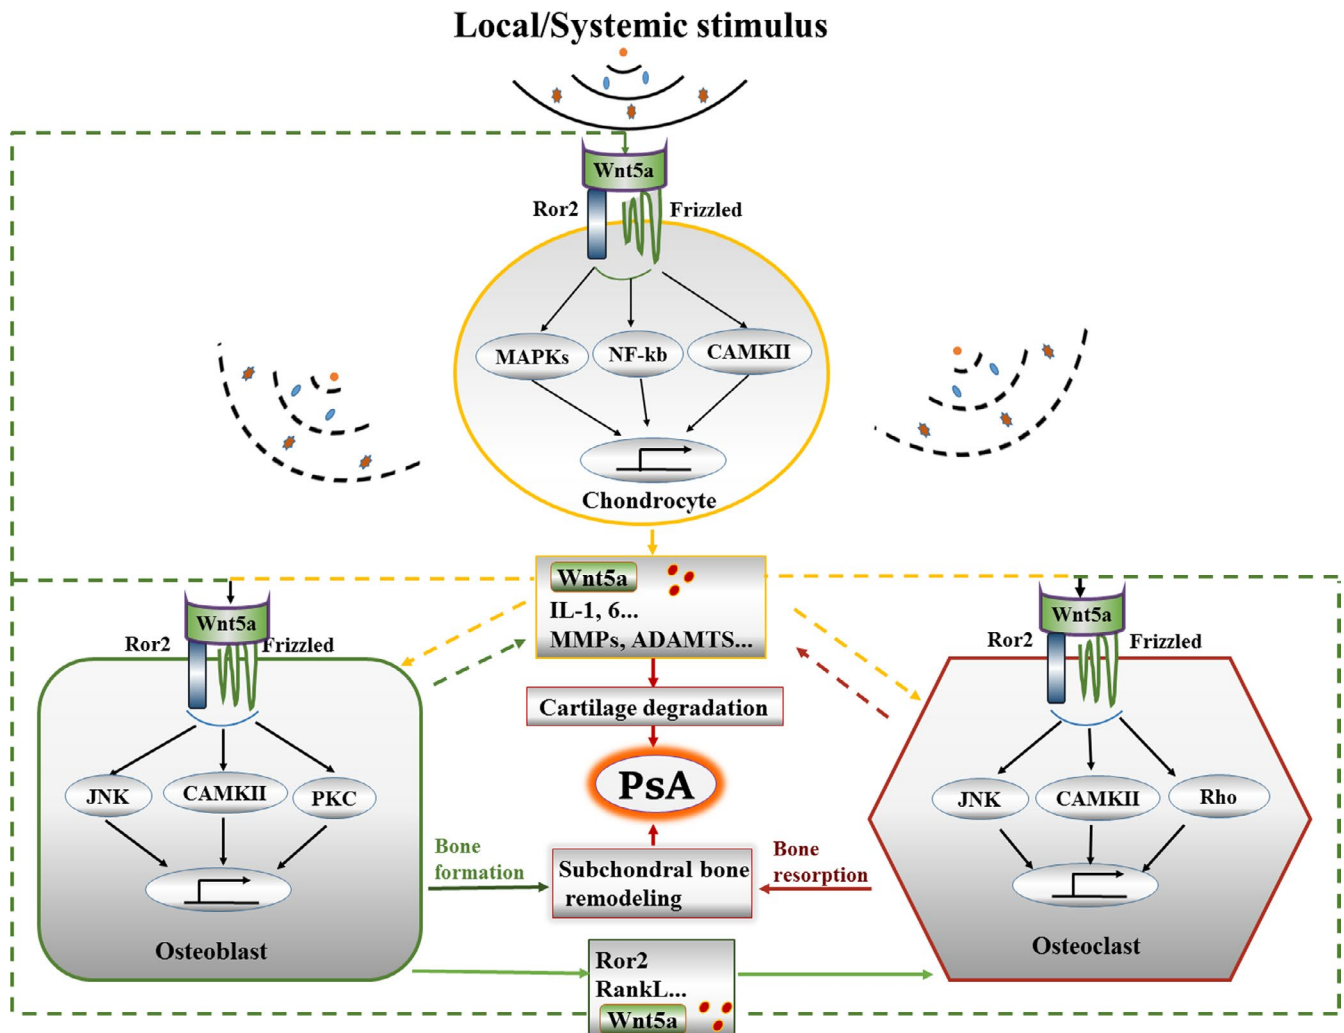 Local/Systemic stimulus
Wnt5a
Ror2
Frizzled
MAPKs
NF-kb
CAMKII
Chondrocyte
Wnt5a
IL-1, 6...
MMPs, ADAMTS...
Wnt5a
Ror2
Frizzled
Wnt5a
Ror2
Frizzled
Cartilage degradation
PsA
JNK
CAMKII
PKC
JNK
CAMKII
Rho
Bone
formation
Subchondral bone
remodeling
Bone
resorption
Osteoblast
Osteoclast
Ror2
RankL...
Wnt5a